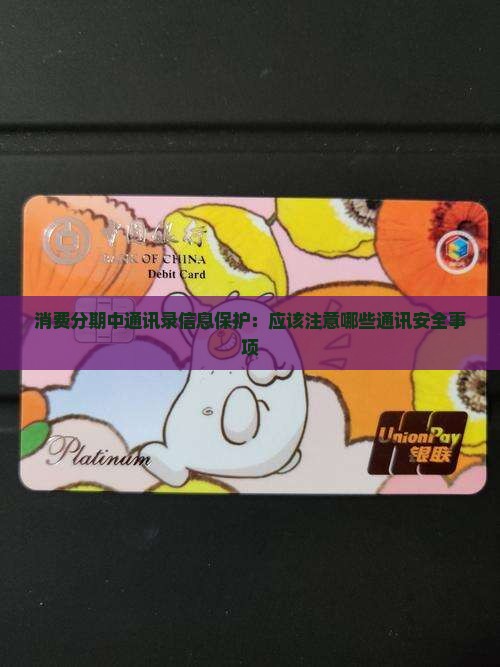 中国银行
BANK OF CHINA
Debit Card
消费分期中通讯录信息保护：应该注意哪些通讯安全事
项
Platinum
UnionPay
银联